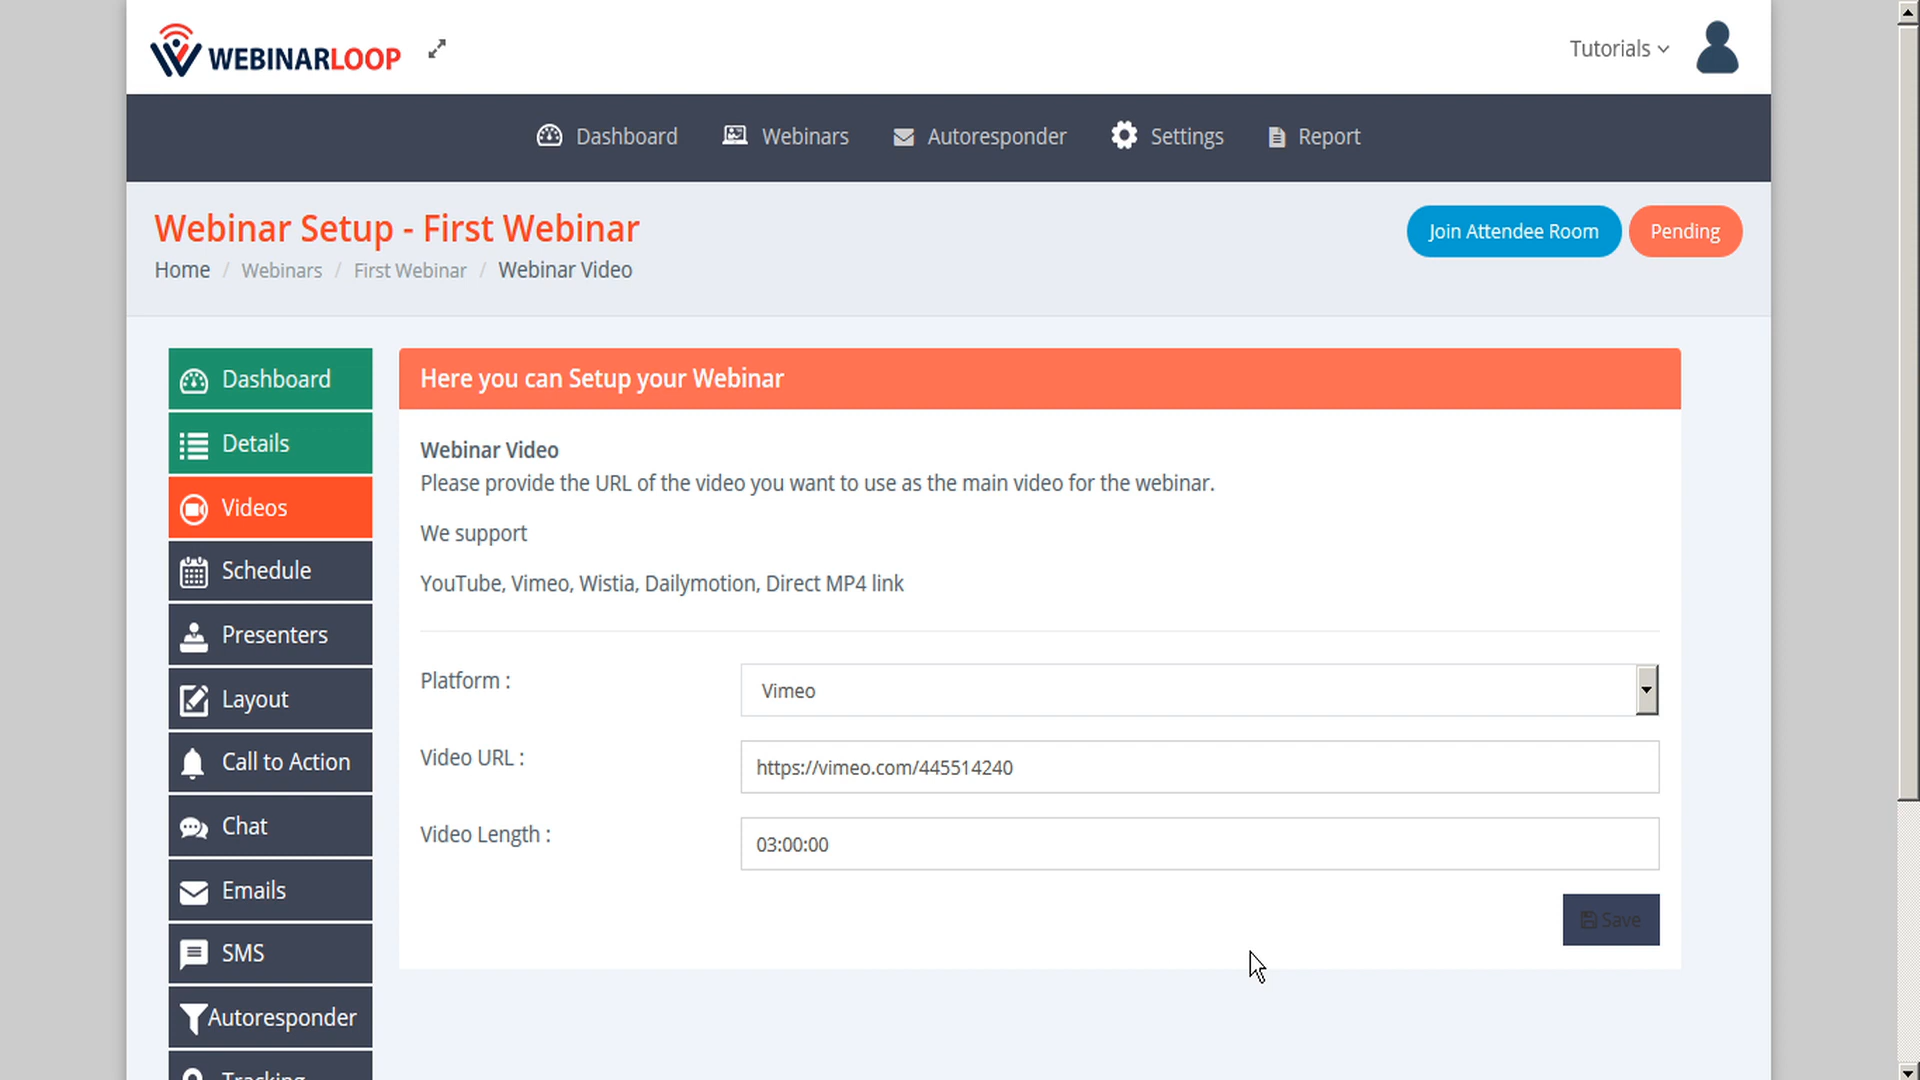 WEBINARLOOP
Tutorials
Dashboard
Webinars
Autoresponder
Settings
Report
Webinar Setup - First Webinar
Join Attendee Room
Pending
Home / Webinars / First Webinar / Webinar Video
Dashboard
Details
Videos
Schedule
Presenters
Layout
Call to Action
Chat
Emails
SMS
Autoresponder
Tracking
Here you can Setup your Webinar
Webinar Video
Please provide the URL of the video you want to use as the main video for the webinar.
We support
YouTube, Vimeo, Wistia, Dailymotion, Direct MP4 link
Platform :
Vimeo
Video URL :
https://vimeo.com/445514240
Video Length :
03:00:00
Save